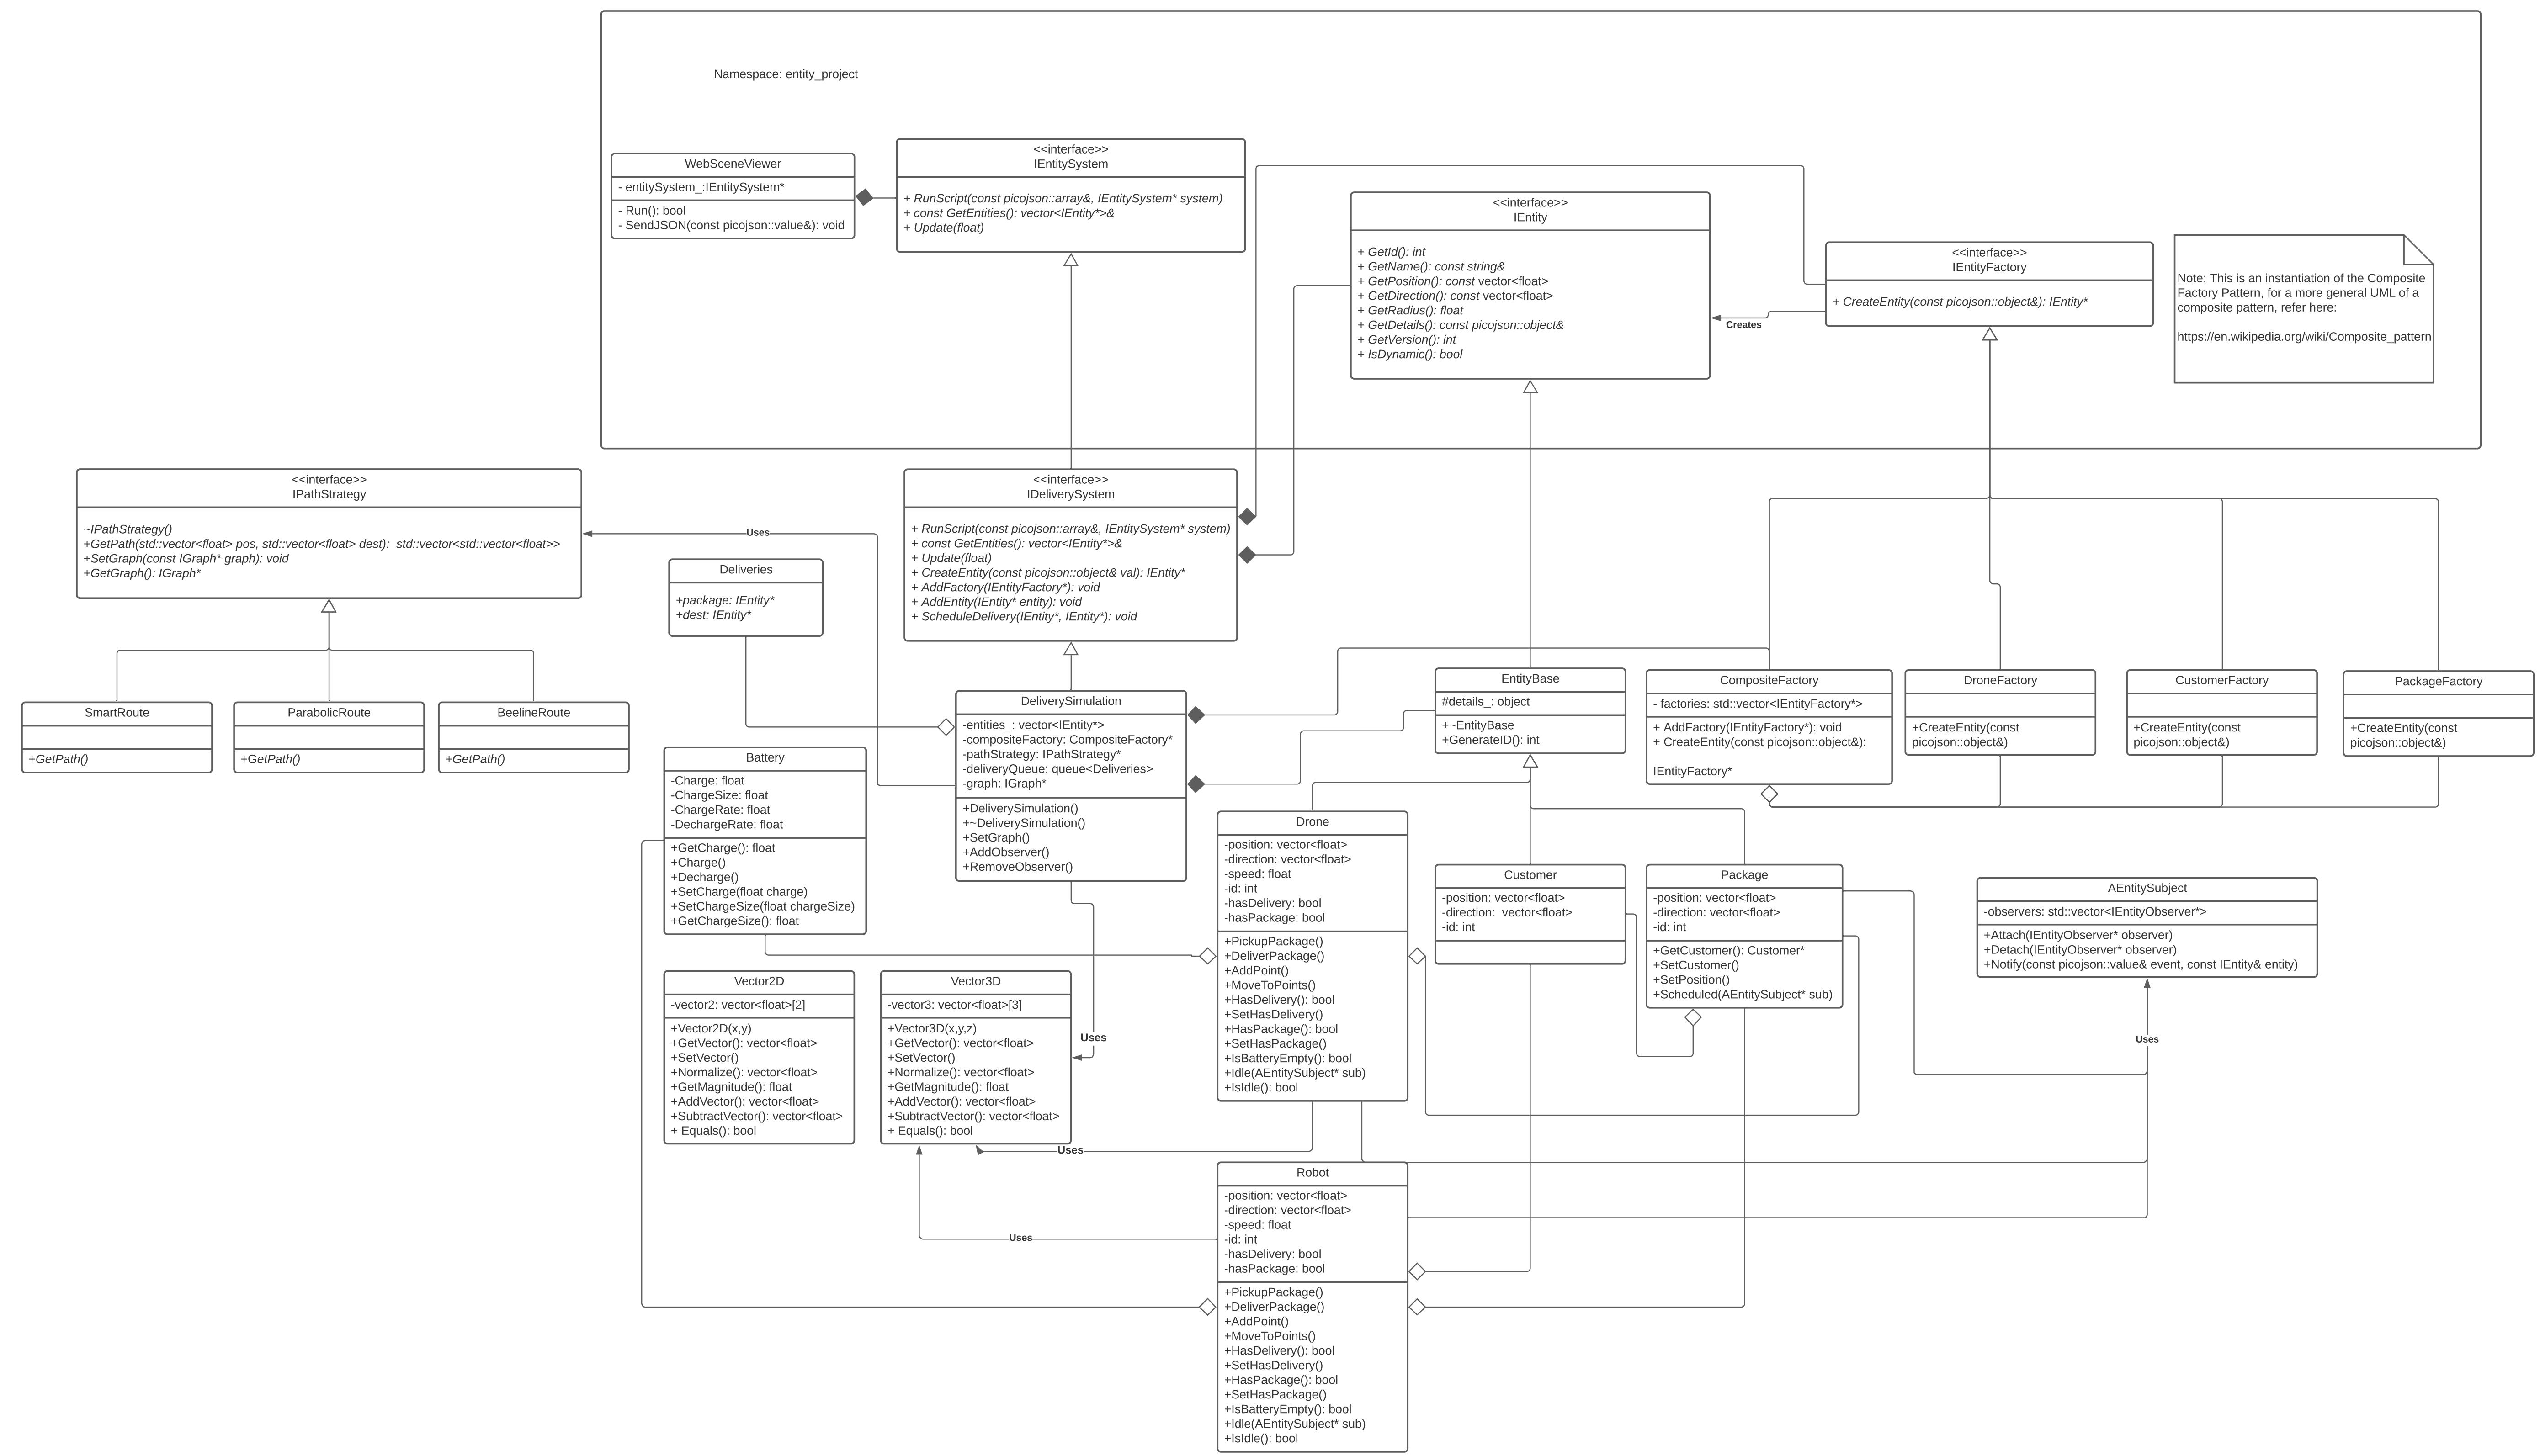 Namespace: entity_project
WebSceneViewer
- entitySystem_:IEntitySystem*
- Run(): bool
- SendJSON(const picojson::value&): void
<<interface>>
IEntitySystem
+ RunScript(const picojson::array&, IEntitySystem* system)
+ const GetEntities(): vector<IEntity*>&
+ Update(float)
<<interface>>
IEntity
+ GetId(): int
+ GetName(): const string&
+ GetPosition(): const vector<float>
+ GetDirection(): const vector<float>
+ GetRadius(): float
+ GetDetails(): const picojson::object&
+ GetVersion(): int
+ IsDynamic(): bool
Creates
<<interface>>
IEntityFactory
+ CreateEntity(const picojson::object&): IEntity*
Note: This is an instantiation of the Composite
Factory Pattern, for a more general UML of a
composite pattern, refer here:
https://en.wikipedia.org/wiki/Composite_pattern
<<interface>>
IPathStrategy
~IPathStrategy()
+GetPath(std::vector<float> pos, std::vector<float> dest):  std::vector<std::vector<float>>
+SetGraph(const IGraph* graph): void
+GetGraph(): IGraph*
Uses
Deliveries
+package: IEntity*
+dest: IEntity*
<<interface>>
IDeliverySystem
+ RunScript(const picojson::array&, IEntitySystem* system)
+ const GetEntities(): vector<IEntity*>&
+ Update(float)
+ CreateEntity(const picojson::object& val): IEntity*
+ AddFactory(IEntityFactory*): void
+ AddEntity(IEntity* entity): void
+ ScheduleDelivery(IEntity*, IEntity*): void
SmartRoute
+GetPath()
ParabolicRoute
+GetPath()
BeelineRoute
+GetPath()
DeliverySimulation
-entities_: vector<IEntity*>
-compositeFactory: CompositeFactory*
-pathStrategy: IPathStrategy*
-deliveryQueue: queue<Deliveries>
-graph: IGraph*
+DeliverySimulation()
+~DeliverySimulation()
+SetGraph()
+AddObserver()
+RemoveObserver()
EntityBase
#details_: object
+~EntityBase
+GenerateID(): int
CompositeFactory
- factories: std::vector<IEntityFactory*>
+ AddFactory(IEntityFactory*): void
+ CreateEntity(const picojson::object&):
IEntityFactory*
DroneFactory
+CreateEntity(const
picojson::object&)
CustomerFactory
+CreateEntity(const
picojson::object&)
PackageFactory
+CreateEntity(const
picojson::object&)
Battery
-Charge: float
-ChargeSize: float
-ChargeRate: float
-DechargeRate: float
+GetCharge(): float
+Charge()
+Decharge()
+SetCharge(float charge)
+SetChargeSize(float chargeSize)
+GetChargeSize(): float
Drone
-position: vector<float>
-direction: vector<float>
-speed: float
-id: int
-hasDelivery: bool
-hasPackage: bool
+PickupPackage()
+DeliverPackage()
+AddPoint()
+MoveToPoints()
+HasDelivery(): bool
+SetHasDelivery()
+HasPackage(): bool
+SetHasPackage()
+IsBatteryEmpty(): bool
+Idle(AEntitySubject* sub)
+IsIdle(): bool
Customer
-position: vector<float>
-direction:  vector<float>
-id: int
Package
-position: vector<float>
-direction: vector<float>
-id: int
+GetCustomer(): Customer*
+SetCustomer()
+SetPosition()
+Scheduled(AEntitySubject* sub)
AEntitySubject
-observers: std::vector<IEntityObserver*>
+Attach(IEntityObserver* observer)
+Detach(IEntityObserver* observer)
+Notify(const picojson::value& event, const IEntity& entity)
Uses
Vector2D
-vector2: vector<float>[2]
+Vector2D(x,y)
+GetVector(): vector<float>
+SetVector()
+Normalize(): vector<float>
+GetMagnitude(): float
+AddVector(): vector<float>
+SubtractVector(): vector<float>
+ Equals(): bool
Vector3D
-vector3: vector<float>[3]
+Vector3D(x,y,z)
+GetVector(): vector<float>
+SetVector()
+Normalize(): vector<float>
+GetMagnitude(): float
+AddVector(): vector<float>
+SubtractVector(): vector<float>
+ Equals(): bool
Uses
Uses
Uses
Robot
-position: vector<float>
-direction: vector<float>
-speed: float
-id: int
-hasDelivery: bool
-hasPackage: bool
+PickupPackage()
+DeliverPackage()
+AddPoint()
+MoveToPoints()
+HasDelivery(): bool
+SetHasDelivery()
+HasPackage(): bool
+SetHasPackage()
+IsBatteryEmpty(): bool
+Idle(AEntitySubject* sub)
+IsIdle(): bool